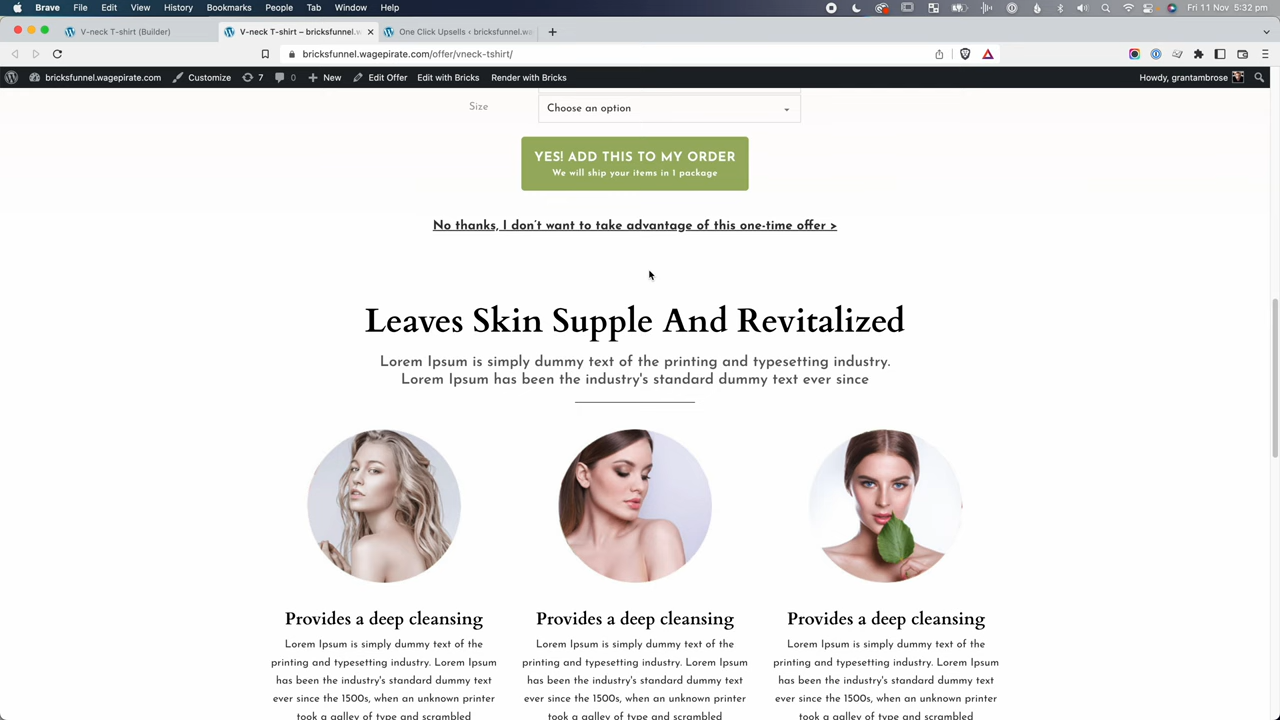 Brave File Edit View History Bookmarks People Tab Window Help Fri 11 Nov 5:32 pm
V-neck T-shirt (Builder) V-neck T-shirt ~ bricksfunnel.w One Click Upsells ‹ bricksfunnel.wa
bricksfunnel.wagepirate.com/offer/vneck-tshirt/
bricksfunnel.wagepirate.com Customize 7 0 New Edit Offer Edit with Bricks Render with Bricks Howdy, grantambrose
Size Choose an option
YES! ADD THIS TO MY ORDER
We will ship your items in 1 package
No thanks, I don’t want to take advantage of this one-time offer >
Leaves Skin Supple And Revitalized
Lorem Ipsum is simply dummy text of the printing and typesetting industry.
Lorem Ipsum has been the industry's standard dummy text ever since
Provides a deep cleansing
Lorem Ipsum is simply dummy text of the
printing and typesetting industry. Lorem Ipsum
has been the industry's standard dummy text
ever since the 1500s, when an unknown printer
took a galley of type and scrambled
Provides a deep cleansing
Lorem Ipsum is simply dummy text of the
printing and typesetting industry. Lorem Ipsum
has been the industry's standard dummy text
ever since the 1500s, when an unknown printer
took a galley of type and scrambled
Provides a deep cleansing
Lorem Ipsum is simply dummy text of the
printing and typesetting industry. Lorem Ipsum
has been the industry's standard dummy text
ever since the 1500s, when an unknown printer
took a galley of type and scrambled